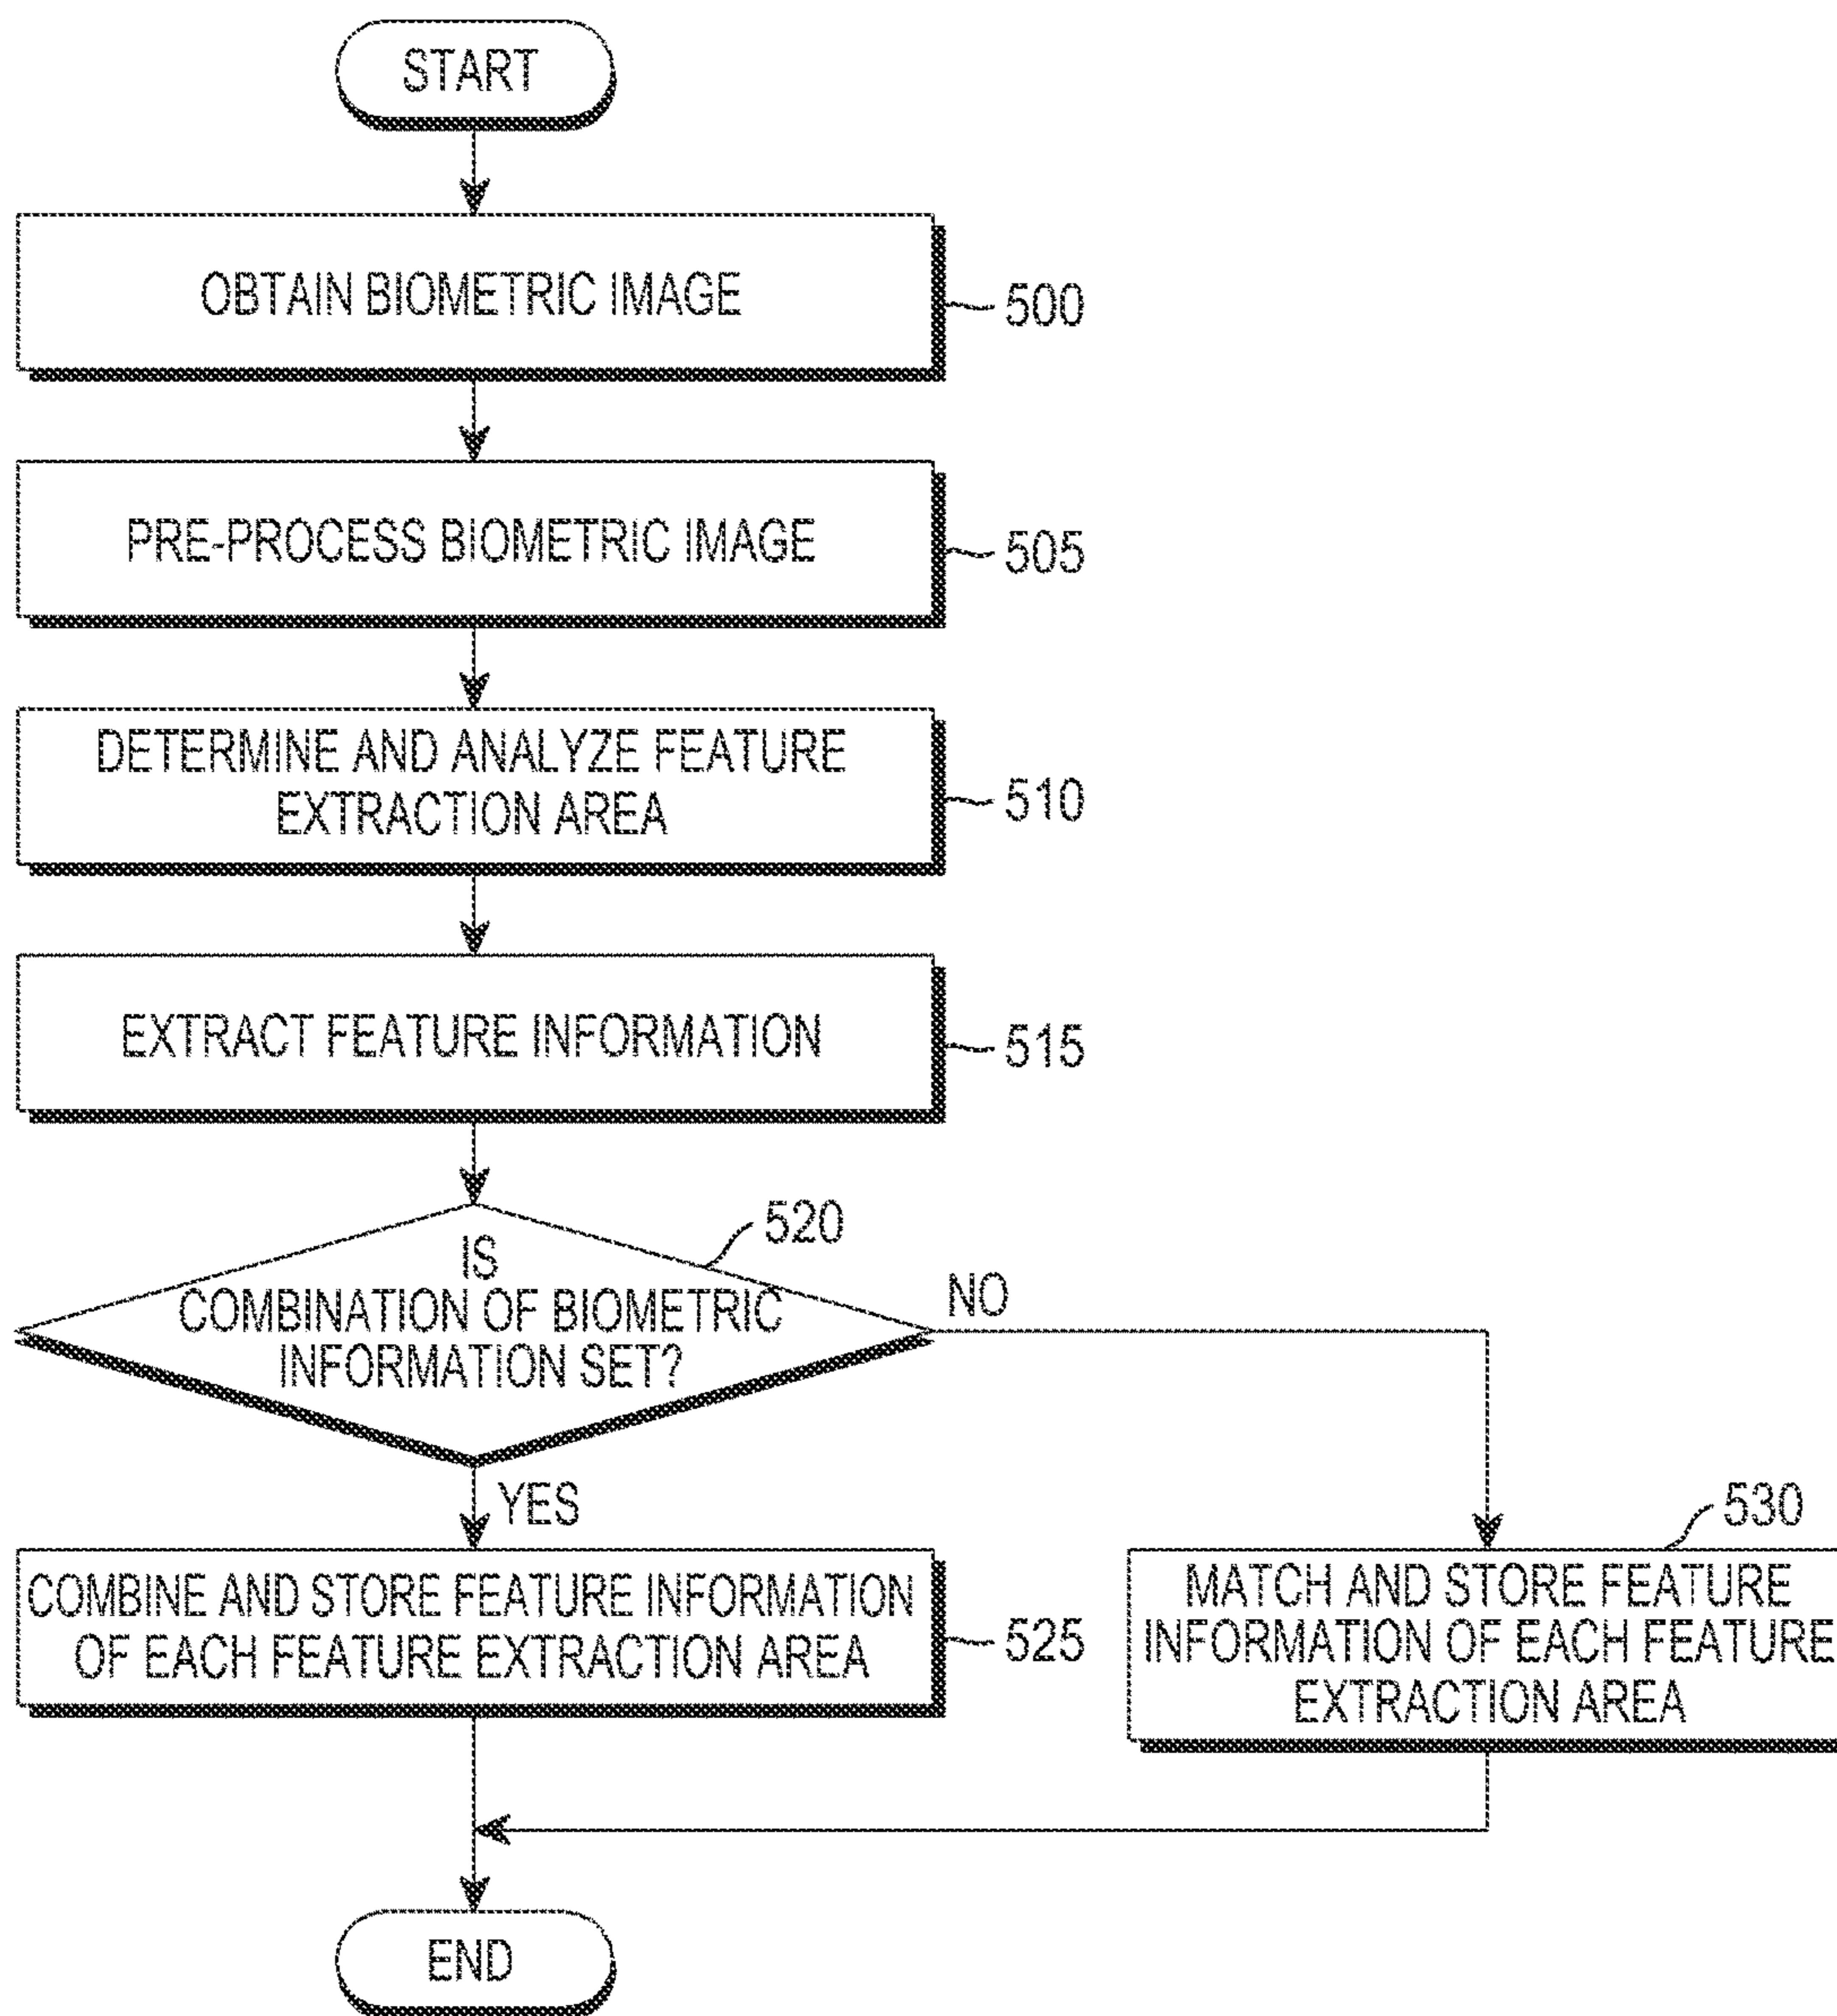 START
OBTAIN BIOMETRIC IMAGE
500
PRE-PROCESS BIOMETRIC IMAGE
505
DETERMINE AND ANALYZE FEATURE
EXTRACTION AREA
510
EXTRACT FEATURE INFORMATION
515
520
IS
COMBINATION OF BIOMETRIC
INFORMATION SET?
NO
YES
COMBINE AND STORE FEATURE INFORMATION
OF EACH FEATURE EXTRACTION AREA
525
530
MATCH AND STORE FEATURE
INFORMATION OF EACH FEATURE
EXTRACTION AREA
END